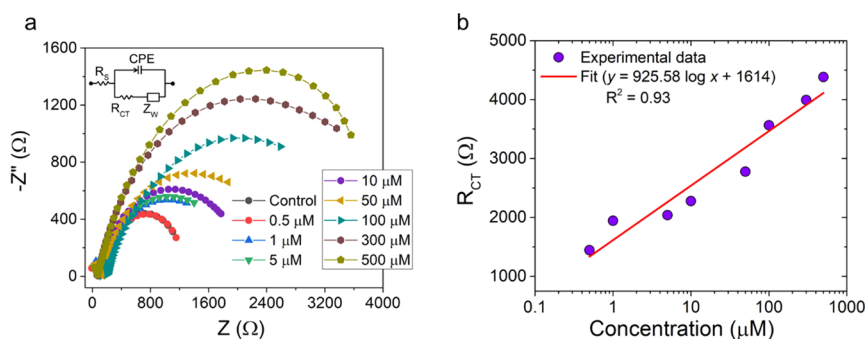 a
CPE
R_S
R_CT
Z_W
1600
1200
800
400
0
-Z" (Ω)
Control
0.5 μM
1 μM
5 μM
10 μM
50 μM
100 μM
300 μM
500 μM
0
800
1600
2400
3200
4000
Z (Ω)
b
Experimental data
Fit (y = 925.58 log x + 1614)
R² = 0.93
5000
4000
3000
2000
1000
R_CT (Ω)
0.1
1
10
100
1000
Concentration (μM)